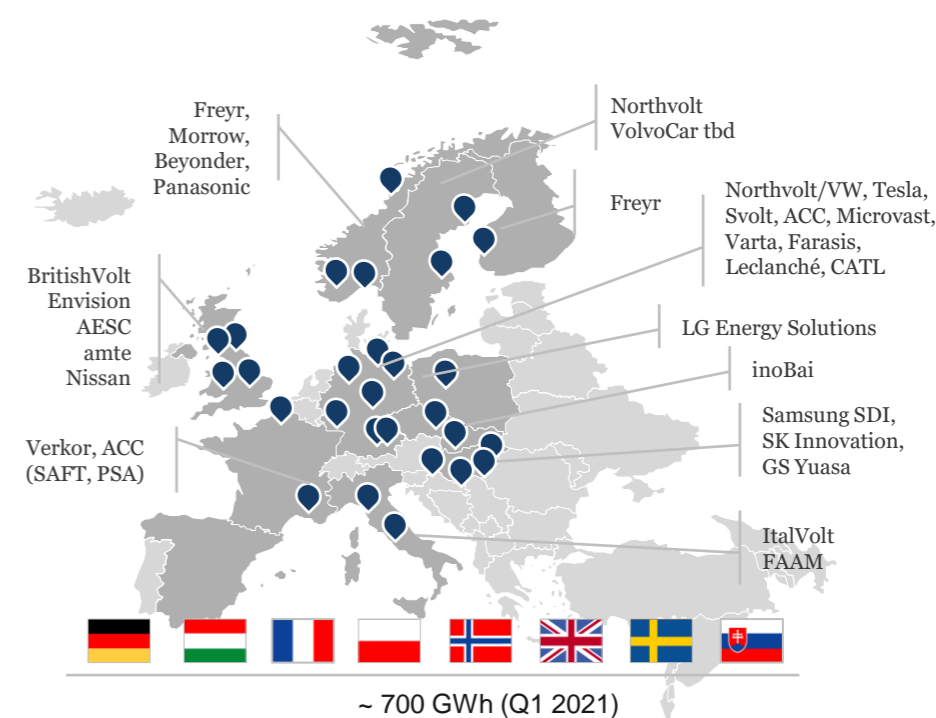 Freyr,
Morrow,
Beyonder,
Panasonic
Northvolt
VolvoCar tbd
Freyr
Northvolt/VW, Tesla,
Svolt, ACC, Microvast,
Varta, Farasis,
Leclanché, CATL
BritishVolt
Envision
AESC
amte
Nissan
LG Energy Solutions
inoBai
Samsung SDI,
SK Innovation,
GS Yuasa
Verkor, ACC
(SAFT, PSA)
ItalVolt
FAAM
~ 700 GWh (Q1 2021)